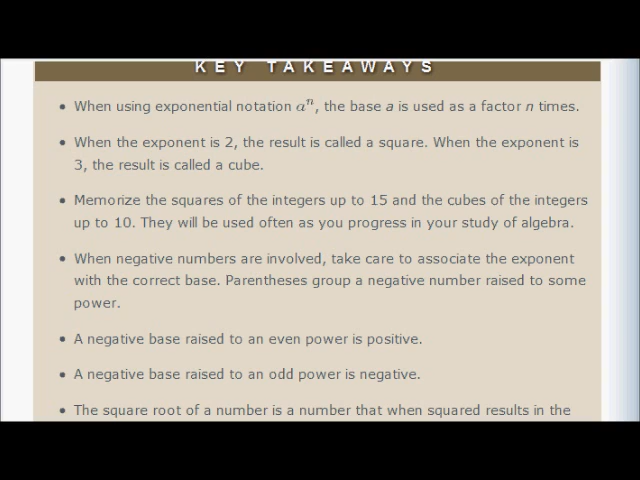 KEY TAKEAWAYS
• When using exponential notation aⁿ, the base a is used as a factor n times.
• When the exponent is 2, the result is called a square. When the exponent is
3, the result is called a cube.
• Memorize the squares of the integers up to 15 and the cubes of the integers
up to 10. They will be used often as you progress in your study of algebra.
• When negative numbers are involved, take care to associate the exponent
with the correct base. Parentheses group a negative number raised to some
power.
• A negative base raised to an even power is positive.
• A negative base raised to an odd power is negative.
• The square root of a number is a number that when squared results in the